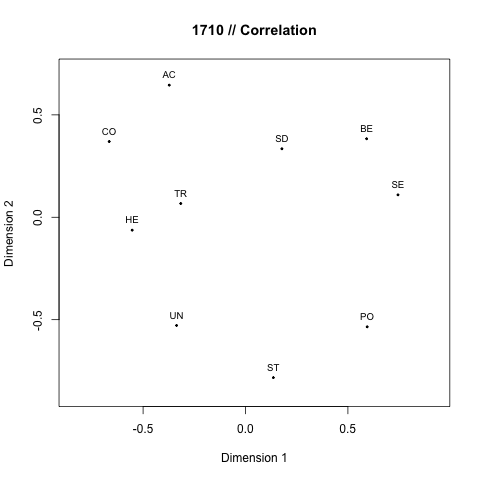 1710 // Correlation
AC
CO
BE
SD
SE
TR
HE
UN
PO
ST
0.5
0.0
-0.5
Dimension 2
-0.5
0.0
0.5
Dimension 1